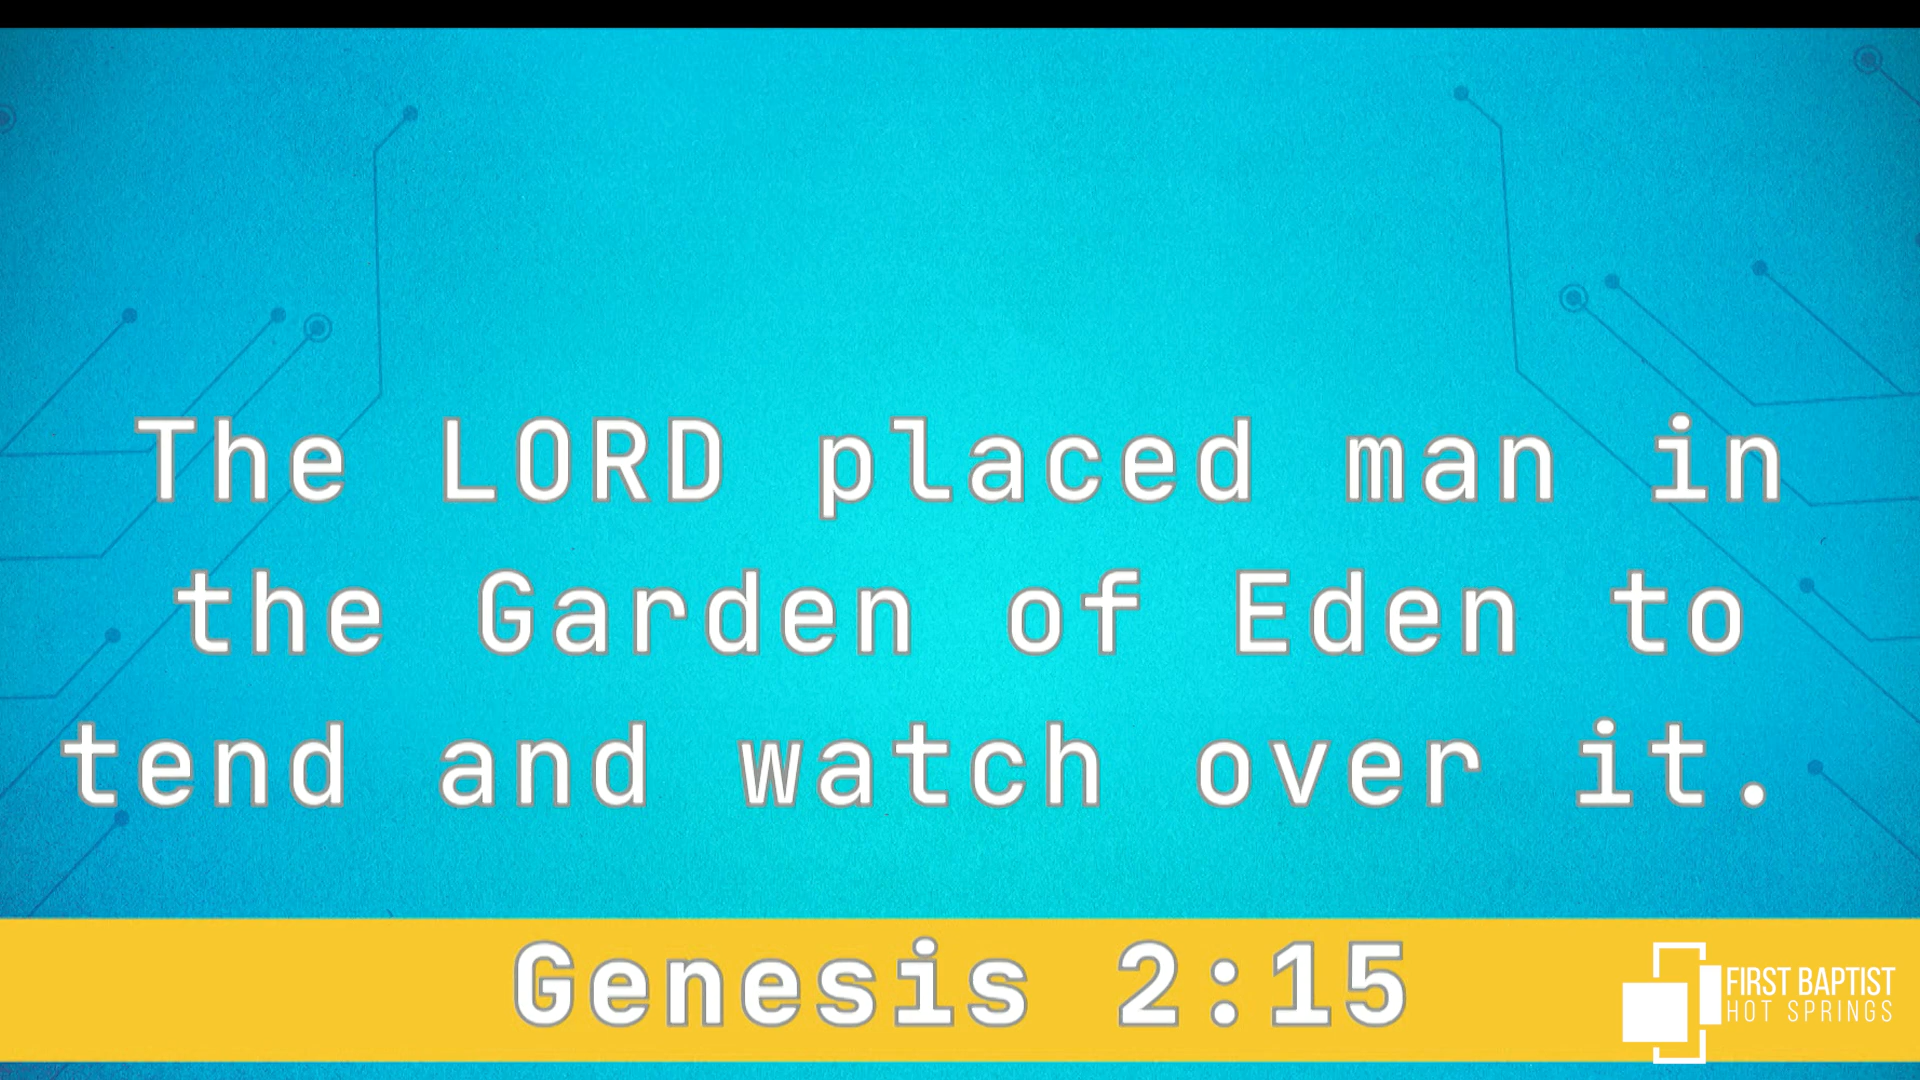 The LORD placed man in
the Garden of Eden to
tend and watch over it.
Genesis 2:15
FIRST BAPTIST
HOT SPRINGS